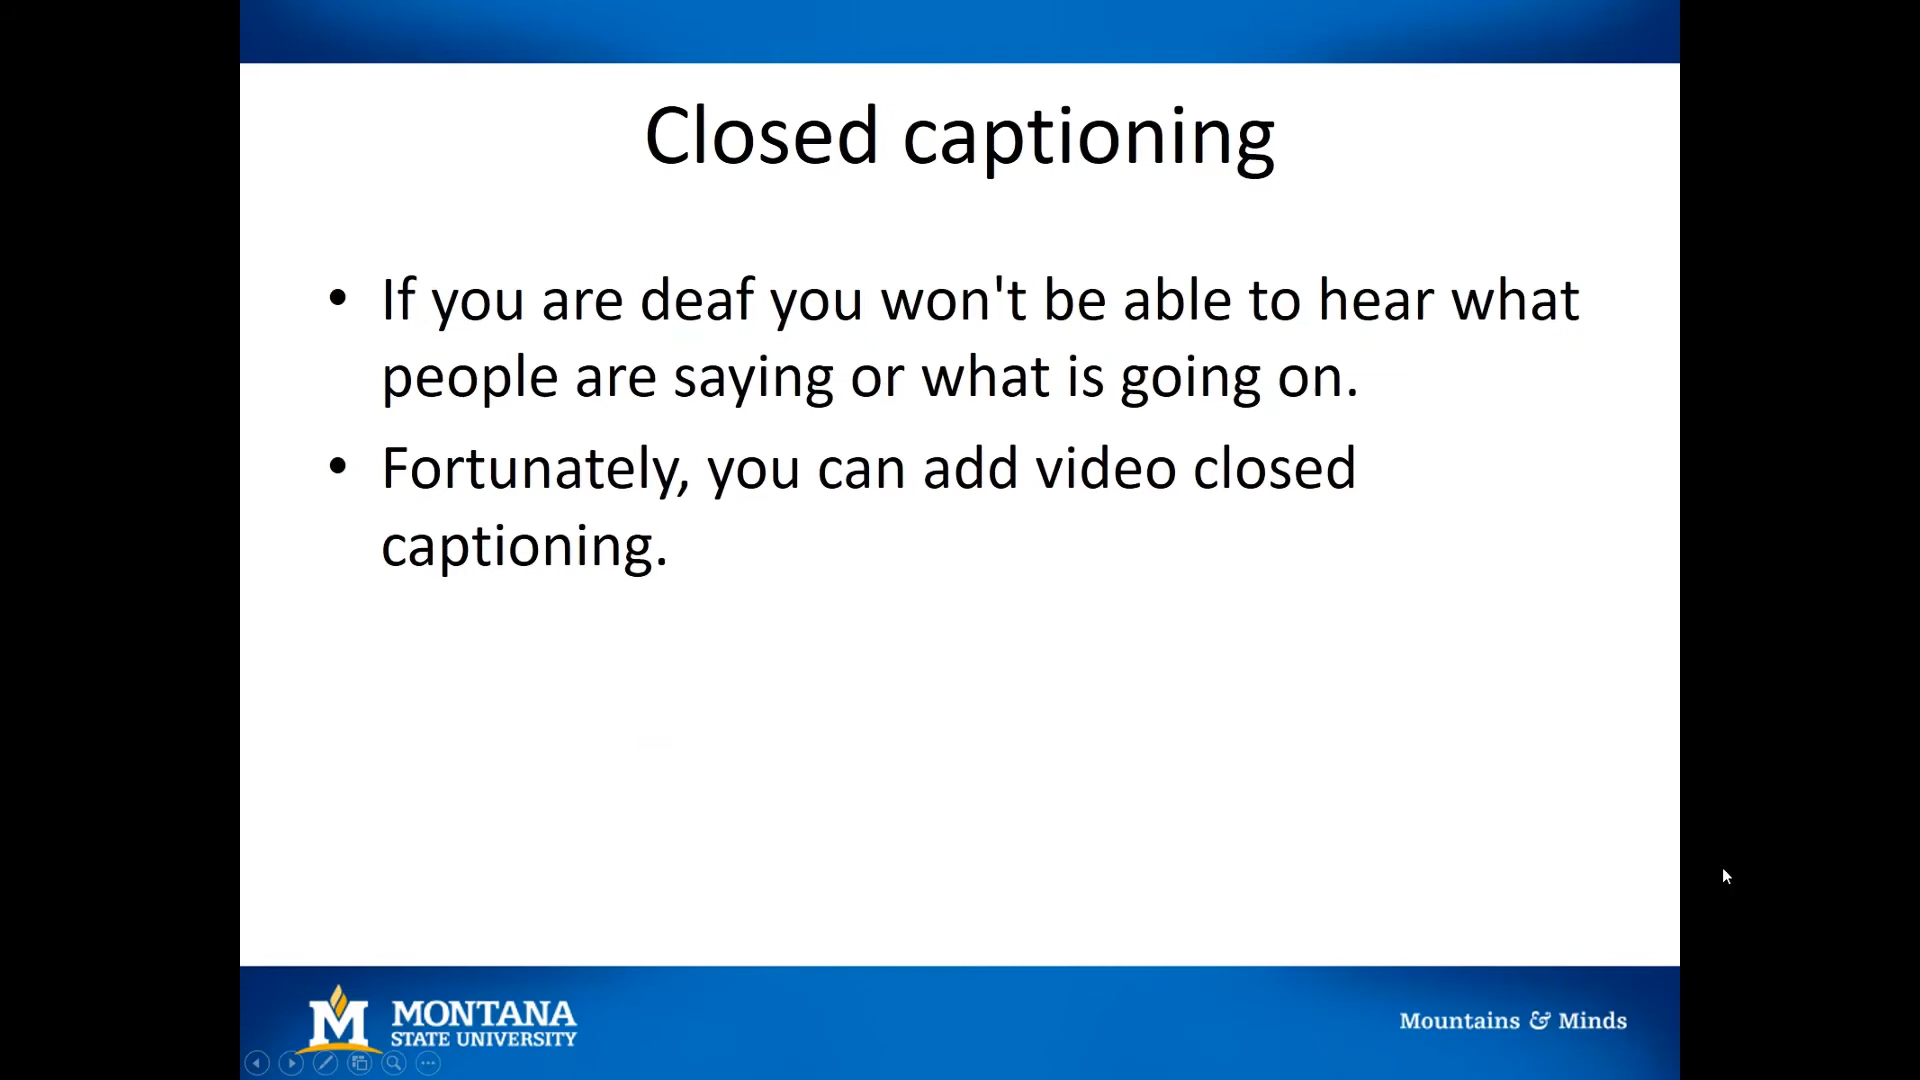 Closed captioning
• If you are deaf you won't be able to hear what
people are saying or what is going on.
• Fortunately, you can add video closed
captioning.
M MONTANA
STATE UNIVERSITY
Mountains & Minds